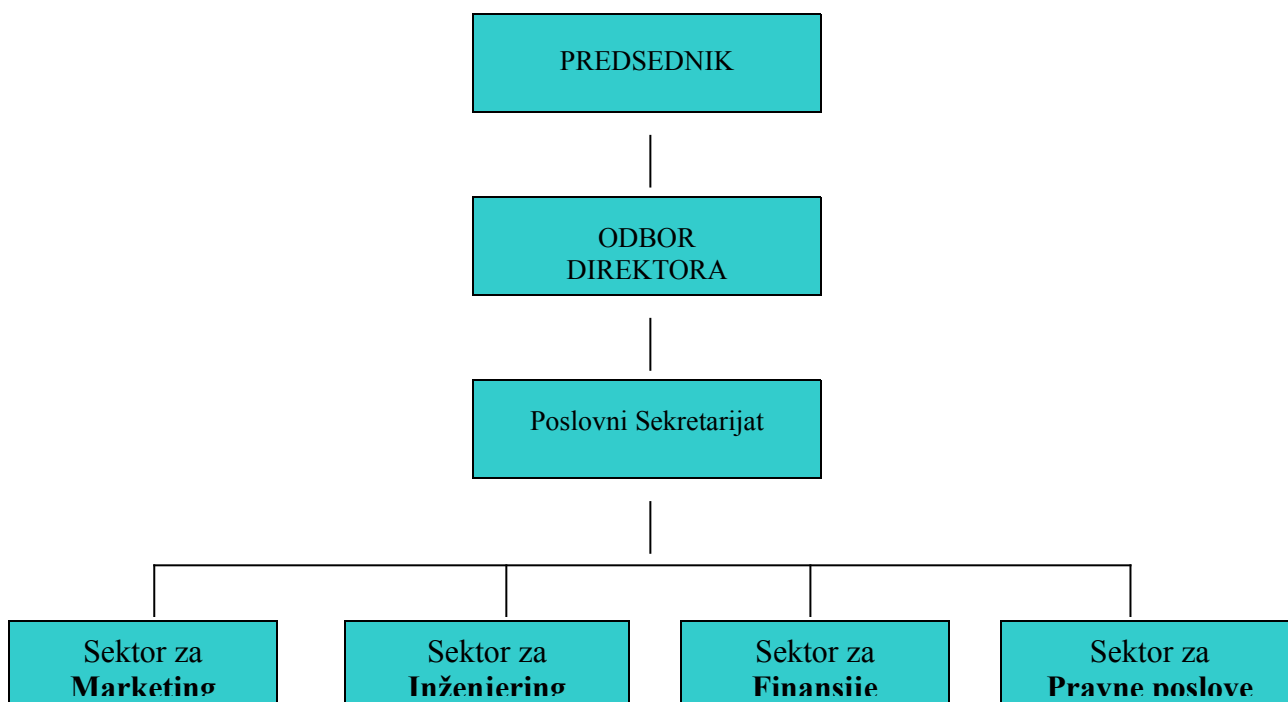 PREDSEDNIK
ODBOR
DIREKTORA
Poslovni Sekretarijat
Sektor za
Marketing
Sektor za
Inženjering
Sektor za
Finansije
Sektor za
Pravne poslove